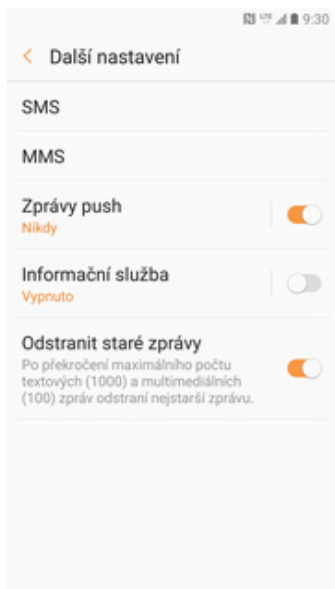 9:30
Další nastavení
SMS
MMS
Zprávy push
Nikdy
Informační služba
Vypnuto
Odstranit staré zprávy
Po překročení maximálního počtu
textových (1000) a multimediálních
(100) zpráv odstraní nejstarší zprávu.